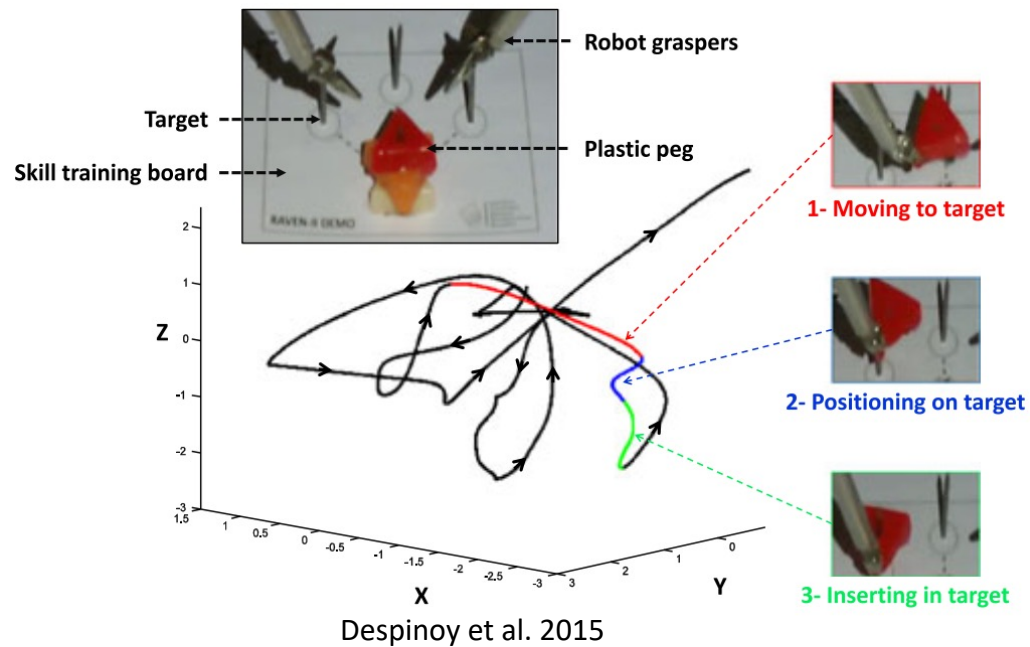 Robot graspers
Target
Plastic peg
Skill training board
RAVEN-II DEMO
1- Moving to target
2- Positioning on target
3- Inserting in target
Z
2
1
0
-1
-2
-3
1.5
1
0.5
0
-0.5
-1
-1.5
-2
-2.5
-3
X
3
2
1
0
Y
Despinoy et al. 2015